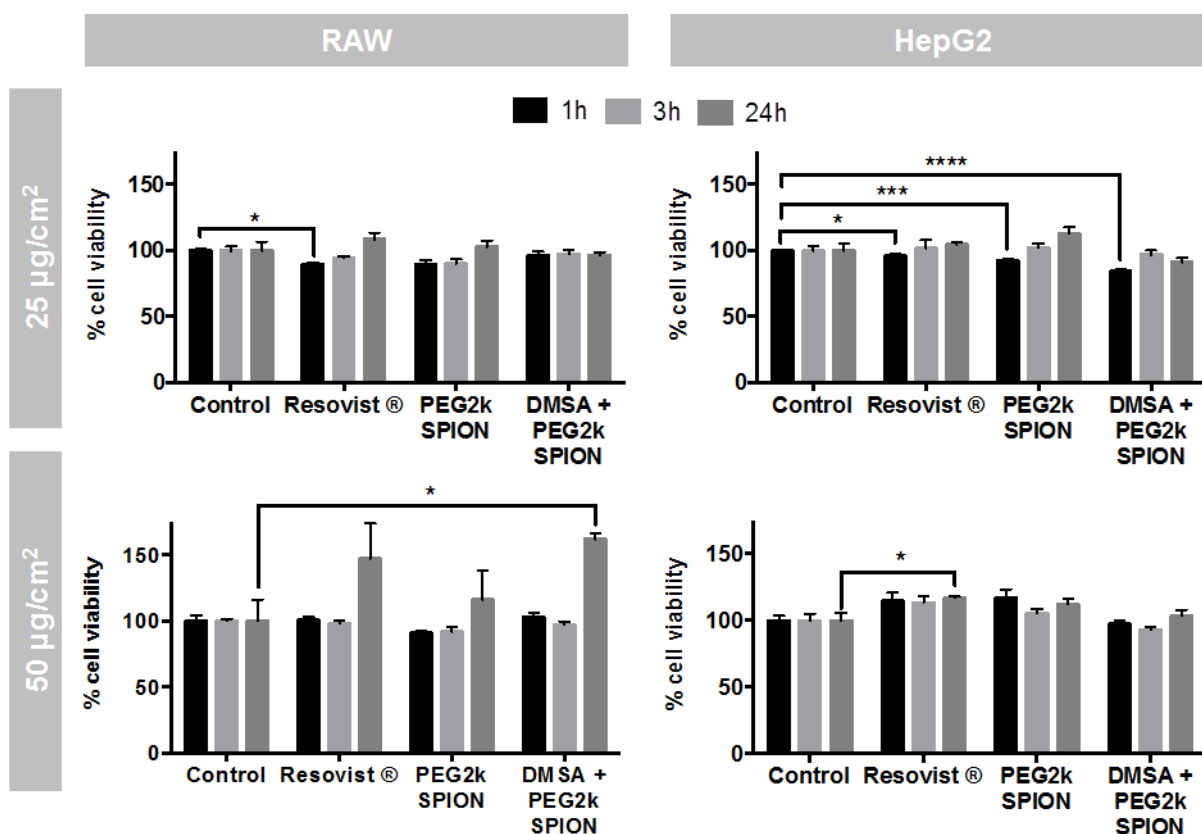 RAW
HepG2
1h 3h 24h
25 µg/cm²
% cell viability
150
100
50
0
*
Control Resovist ® PEG2k DMSA +
SPION PEG2k
SPION
% cell viability
150
100
50
0
****
***
*
Control Resovist ® PEG2k DMSA +
SPION PEG2k
SPION
50 µg/cm²
% cell viability
150
100
50
0
*
Control Resovist ® PEG2k DMSA +
SPION PEG2k
SPION
% cell viability
150
100
50
0
*
Control Resovist ® PEG2k DMSA +
SPION PEG2k
SPION